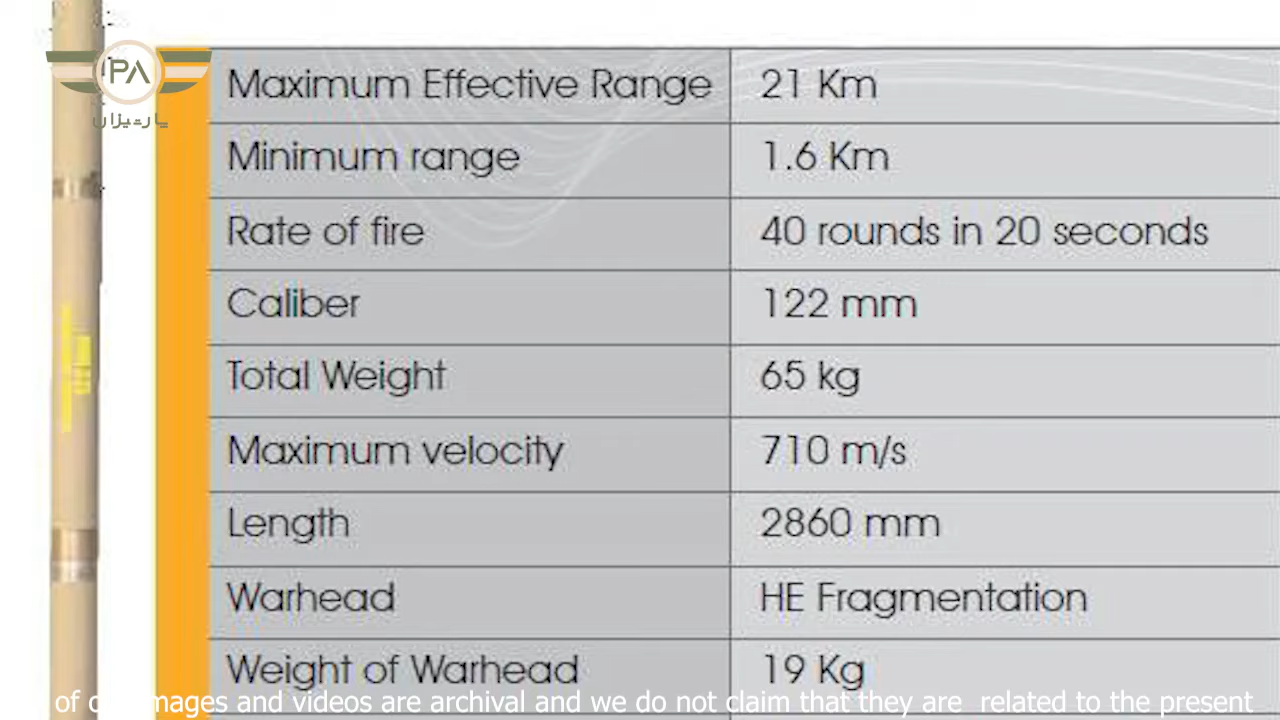 PA
پارتیزان
Maximum Effective Range 21 Km
Minimum range 1.6 Km
Rate of fire 40 rounds in 20 seconds
Caliber 122 mm
Total Weight 65 kg
Maximum velocity 710 m/s
Length 2860 mm
Warhead HE Fragmentation
Weight of Warhead 19 Kg
of our images and videos are archival and we do not claim that they are related to the present